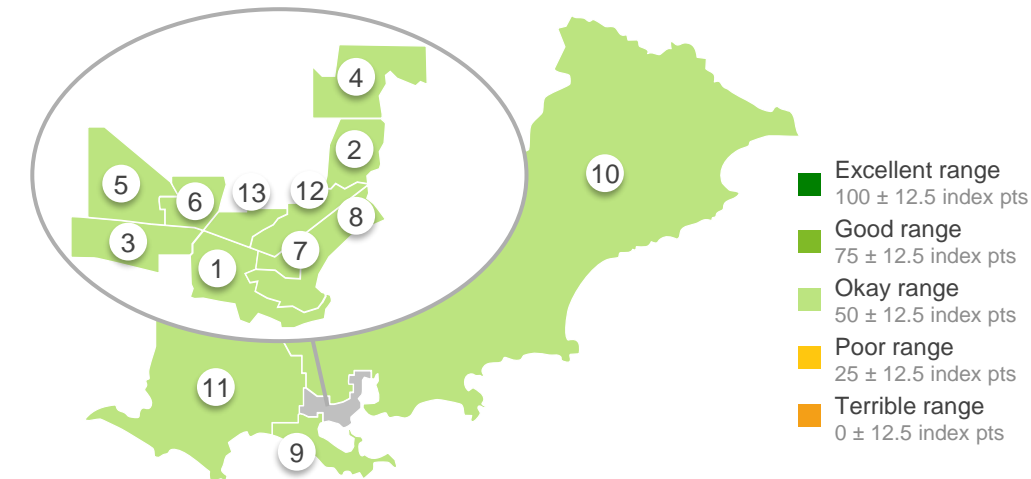 4
2
5
6
13
12
10
8
3
7
1
11
9
Excellent range
100 ± 12.5 index pts
Good range
75 ± 12.5 index pts
Okay range
50 ± 12.5 index pts
Poor range
25 ± 12.5 index pts
Terrible range
0 ± 12.5 index pts